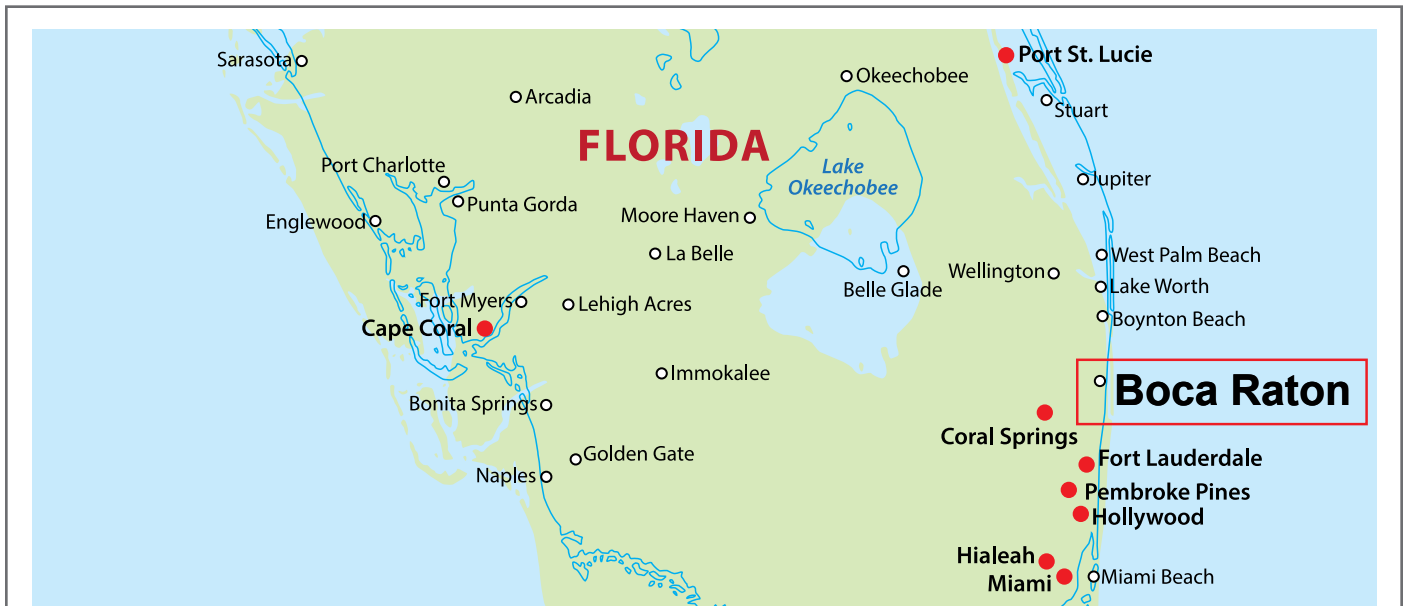 Sarasota
Port St. Lucie
Okeechobee
Arcadia
Stuart
FLORIDA
Port Charlotte
Lake
Okeechobee
Jupiter
Punta Gorda
Englewood
Moore Haven
La Belle
West Palm Beach
Wellington
Belle Glade
Lake Worth
Fort Myers
Lehigh Acres
Boynton Beach
Cape Coral
Immokalee
Boca Raton
Bonita Springs
Coral Springs
Golden Gate
Fort Lauderdale
Naples
Pembroke Pines
Hollywood
Hialeah
Miami
Miami Beach